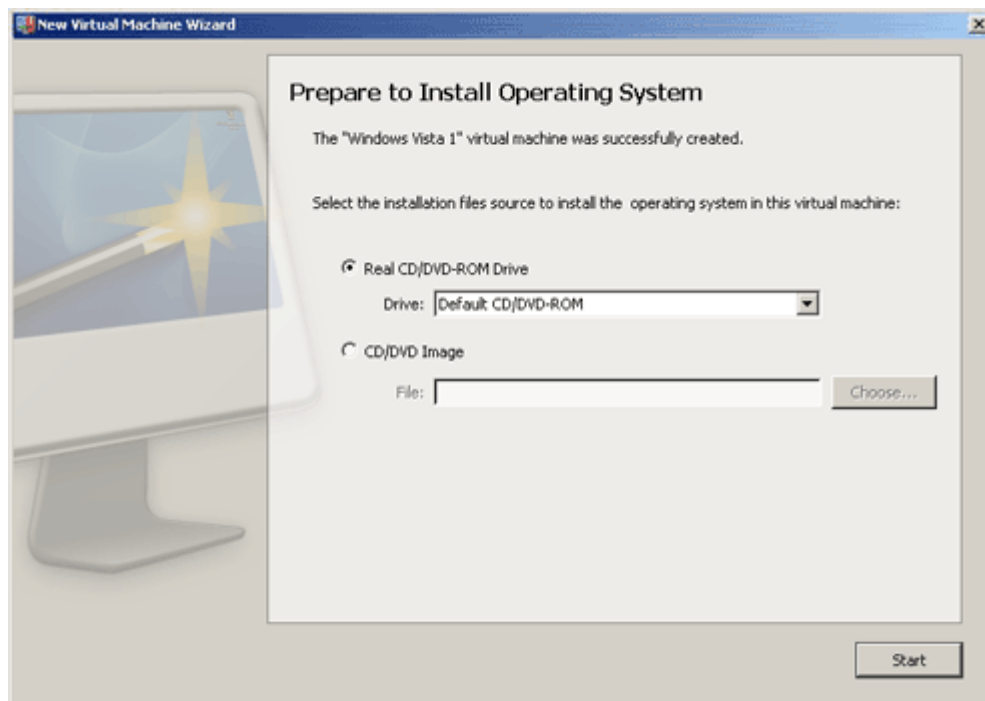 New Virtual Machine Wizard
Prepare to Install Operating System
The "Windows Vista 1" virtual machine was successfully created.
Select the installation files source to install the operating system in this virtual machine:
Real CD/DVD-ROM Drive
Drive: Default CD/DVD-ROM
CD/DVD Image
File: Choose...
Start